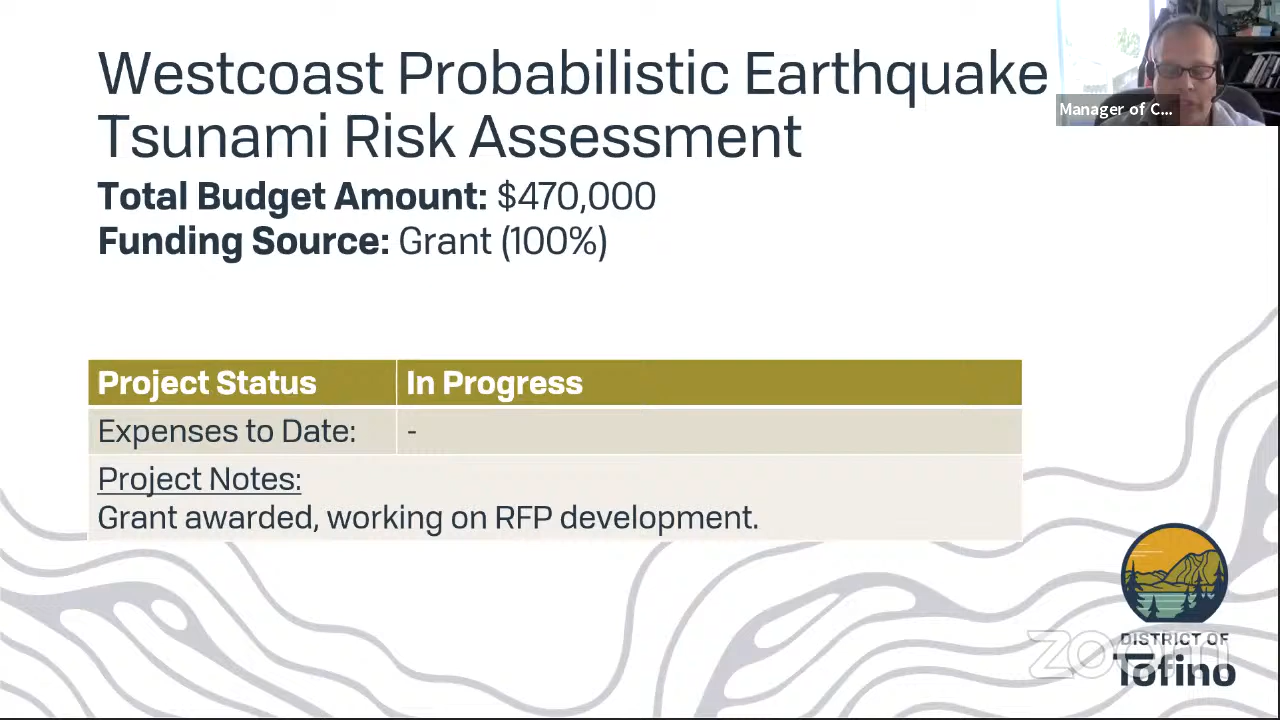 Westcoast Probabilistic Earthquake
Tsunami Risk Assessment
Total Budget Amount: $470,000
Funding Source: Grant (100%)
Manager of C...
Project Status In Progress
Expenses to Date: -
Project Notes:
Grant awarded, working on RFP development.
DISTRICT OF
Tofino
zoom